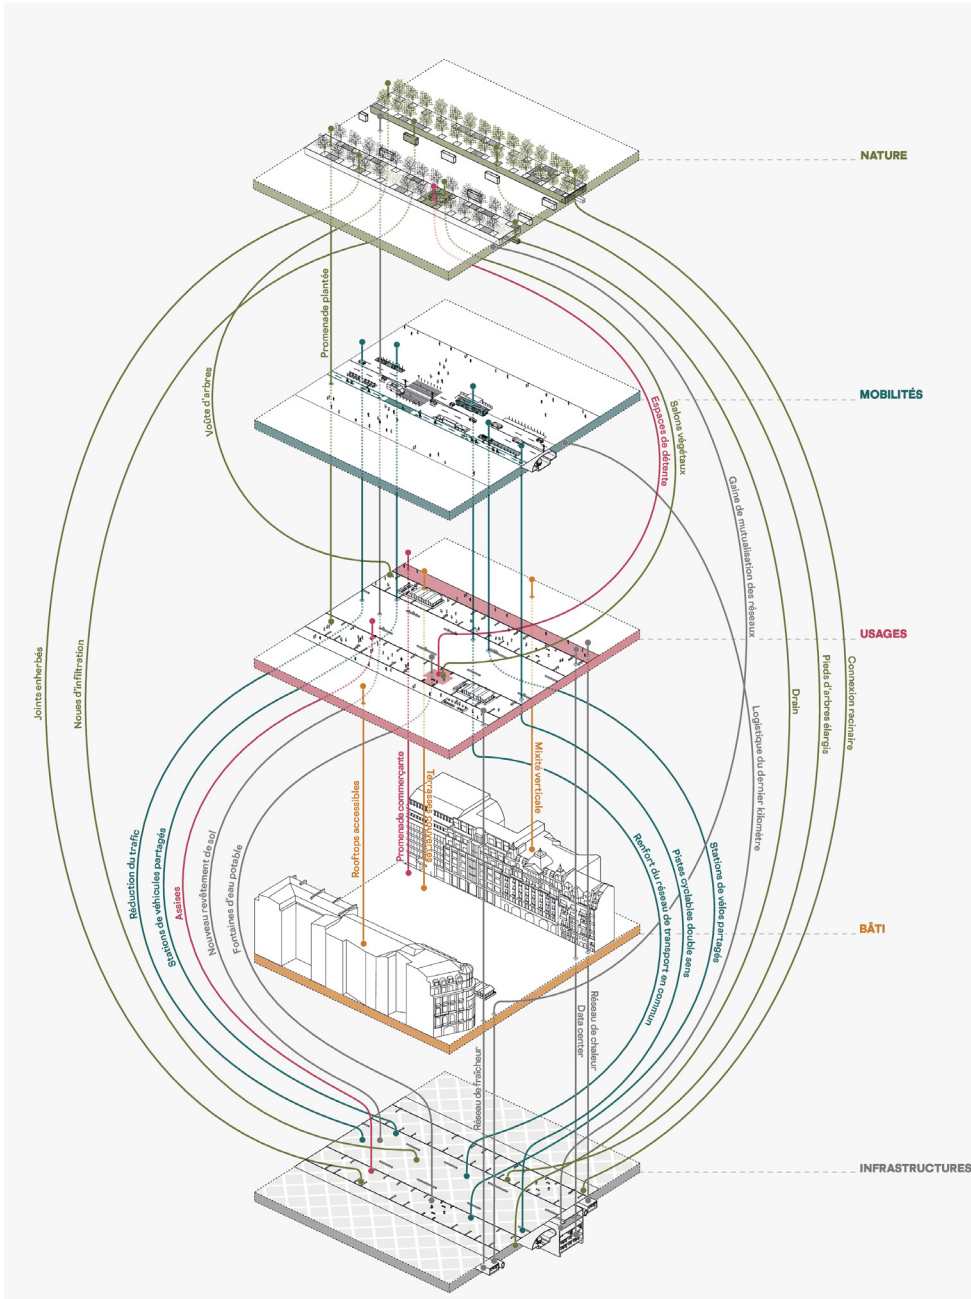 NATURE
Promenade plantée
Voûte d'arbres
MOBILITÉS
Espaces de détente
Salons végétaux
Gaine de mutualisation des réseaux
USAGES
Joints enherbés
Noues d'infiltration
Drain
Pieds d'arbres élargis
Connexion racinaire
Logistique du dernier kilomètre
Mixité verticale
Promenade commerçante
Terrasses couvertes
Rooftops accessibles
Réduction du trafic
Stations de véhicules partagés
Assises
Nouveau revêtement de sol
Fontaines d'eau potable
Renfort du réseau de transport en commun
Pistes cyclables double sens
Stations de vélos partagés
BÂTI
Réseau de fraîcheur
Data center
Réseau de chaleur
INFRASTRUCTURES